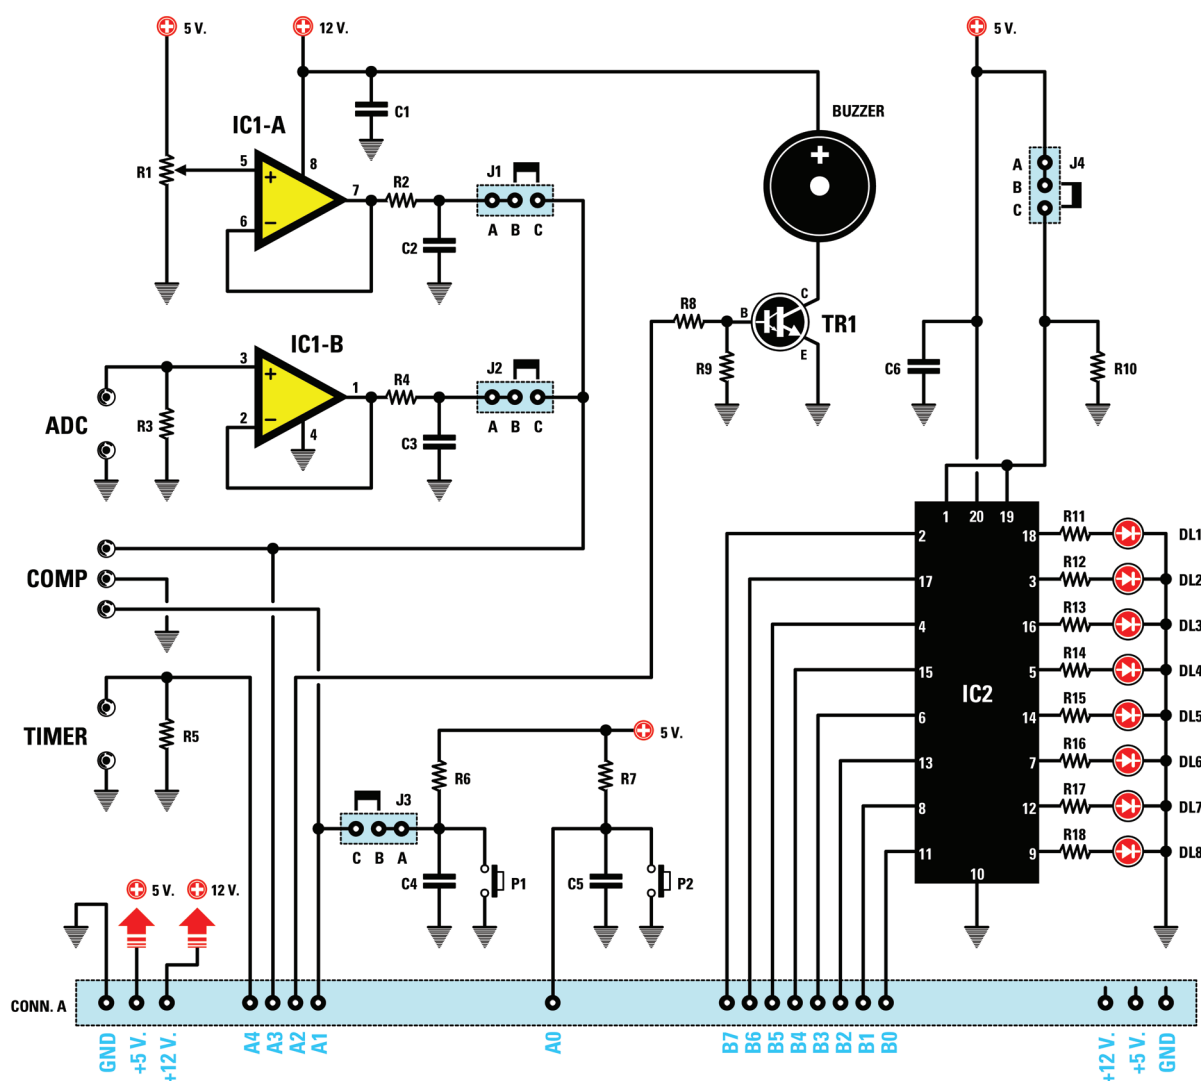 5 V.
12 V.
5 V.
IC1-A
C1
BUZZER
R1
5
+
8
7
6
−
R2
J1
A B C
C2
A
B
C
J4
+
IC1-B
ADC
3
+
1
2
−
4
R3
R4
J2
A B C
C3
R8
B
C
E
TR1
R9
C6
R10
COMP
TIMER
R5
5 V.
R6
R7
J3
C B A
C4
P1
C5
P2
IC2
1 20 19
2
17
4
15
6
13
8
11
18
3
16
5
14
7
12
9
10
R11
DL1
R12
DL2
R13
DL3
R14
DL4
R15
DL5
R16
DL6
R17
DL7
R18
DL8
5 V.
12 V.
CONN. A
GND
+5 V.
+12 V.
A4
A3
A2
A1
A0
B7
B6
B5
B4
B3
B2
B1
B0
+12 V.
+5 V.
GND